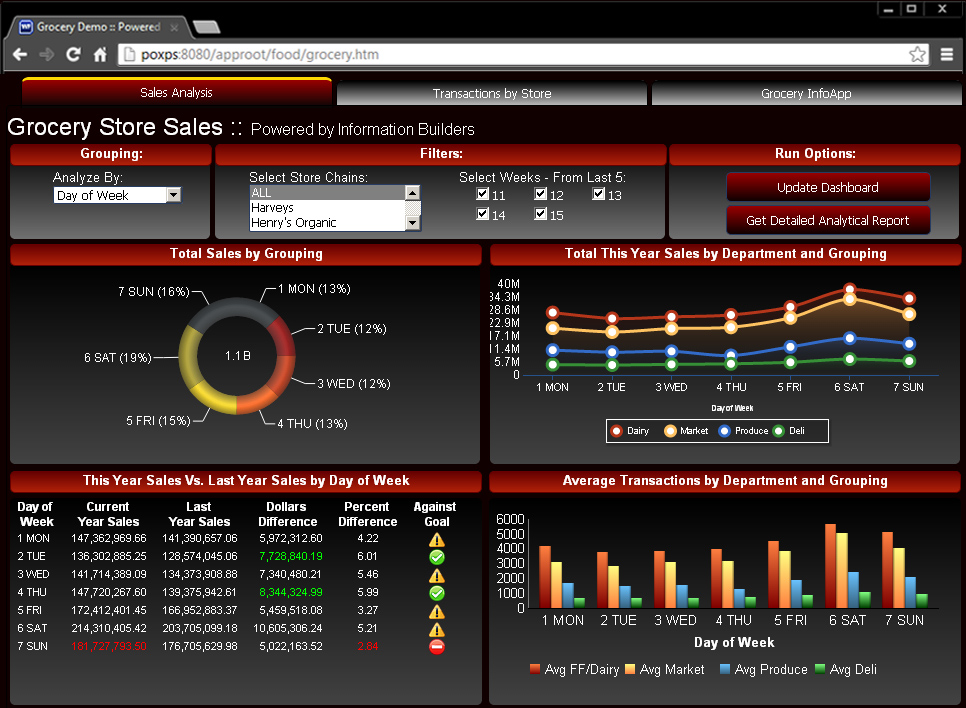 Grocery Demo :: Powered
poxps:8080/approot/food/grocery.htm
Sales Analysis
Transactions by Store
Grocery InfoApp
Grocery Store Sales :: Powered by Information Builders
Grouping:
Analyze By:
Day of Week
Filters:
Select Store Chains:
ALL
Harveys
Henry's Organic
Select Weeks - From Last 5:
11 12 13
14 15
Run Options:
Update Dashboard
Get Detailed Analytical Report
Total Sales by Grouping
7 SUN (16%)
1 MON (13%)
2 TUE (12%)
6 SAT (19%)
1.1B
3 WED (12%)
5 FRI (15%)
4 THU (13%)
Total This Year Sales by Department and Grouping
40M
34.3M
28.6M
22.9M
17.1M
11.4M
5.7M
0
1 MON 2 TUE 3 WED 4 THU 5 FRI 6 SAT 7 SUN
Day of Week
Dairy Market Produce Deli
This Year Sales Vs. Last Year Sales by Day of Week
Day of Current Last Dollars Percent Against
Week Year Sales Year Sales Difference Difference Goal
1 MON 147,362,969.66 141,390,657.06 5,972,312.60 4.22
2 TUE 136,302,885.25 128,574,045.06 7,728,840.19 6.01
3 WED 141,714,389.09 134,373,908.88 7,340,480.21 5.46
4 THU 147,720,267.60 139,375,942.61 8,344,324.99 5.99
5 FRI 172,412,401.45 166,952,883.37 5,459,518.08 3.27
6 SAT 214,310,405.42 203,705,099.18 10,605,306.24 5.21
7 SUN 181,727,793.50 176,705,629.98 5,022,163.52 2.84
Average Transactions by Department and Grouping
6000
5000
4000
3000
2000
1000
0
1 MON 2 TUE 3 WED 4 THU 5 FRI 6 SAT 7 SUN
Day of Week
Avg FF/Dairy Avg Market Avg Produce Avg Deli